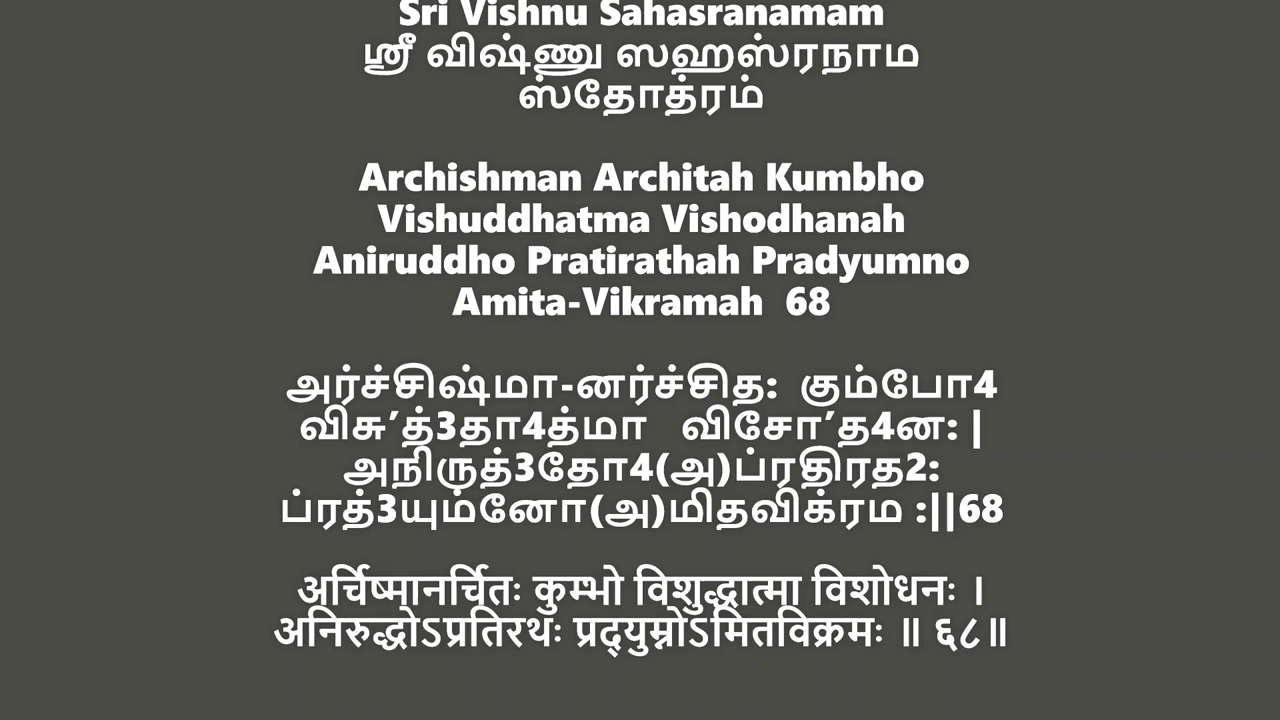 Sri Vishnu Sahasranamam
ஸ்ரீ விஷ்ணு ஸஹஸ்ரநாம
ஸ்தோத்ரம்
Archishman Architah Kumbho
Vishuddhatma Vishodhanah
Aniruddho Pratirathah Pradyumno
Amita-Vikramah  68
அர்ச்சிஷ்மா-னர்ச்சித:  கும்போ4
விசு’த்3தா4த்மா   விசோ’த4ன: |
அநிருத்3தோ4(அ)ப்ரதிரத2:
ப்ரத்3யும்னோ(அ)மிதவிக்ரம :||68
अर्चिष्मानर्चितः कुम्भो विशुद्धात्मा विशोधनः ।
अनिरुद्धोऽप्रतिरथः प्रद्युम्नोऽमितविक्रमः ॥ ६८॥